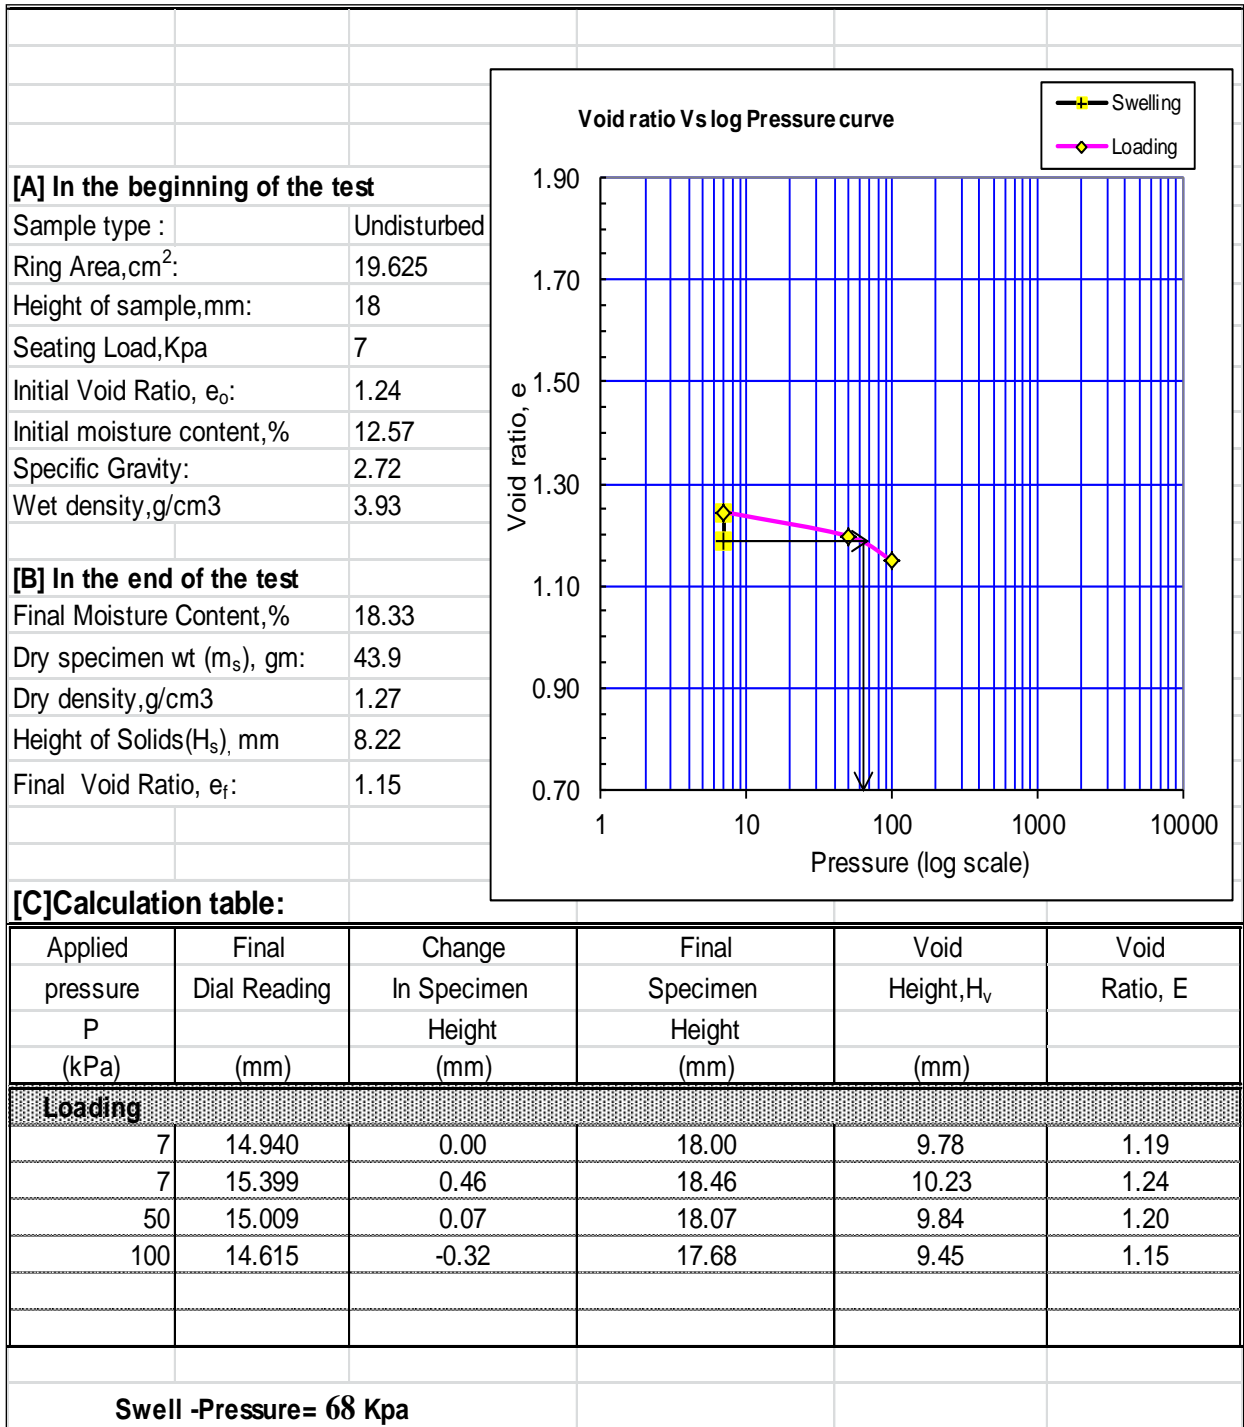 Void ratio Vs log Pressure curve
Swelling
Loading
1.90
1.70
1.50
1.30
1.10
0.90
0.70
Void ratio, e
1 10 100 1000 10000
Pressure (log scale)
[A] In the beginning of the test
Sample type : Undisturbed
Ring Area,cm²: 19.625
Height of sample,mm: 18
Seating Load,Kpa 7
Initial Void Ratio, eₒ: 1.24
Initial moisture content,% 12.57
Specific Gravity: 2.72
Wet density,g/cm3 3.93
[B] In the end of the test
Final Moisture Content,% 18.33
Dry specimen wt (mₛ), gm: 43.9
Dry density,g/cm3 1.27
Height of Solids(Hₛ), mm 8.22
Final Void Ratio, e_f: 1.15
[C]Calculation table:
Applied Final Change Final Void Void
pressure Dial Reading In Specimen Specimen Height,Hᵥ Ratio, E
P Height Height
(kPa) (mm) (mm) (mm) (mm)
Loading
7 14.940 0.00 18.00 9.78 1.19
7 15.399 0.46 18.46 10.23 1.24
50 15.009 0.07 18.07 9.84 1.20
100 14.615 -0.32 17.68 9.45 1.15
Swell -Pressure= 68 Kpa